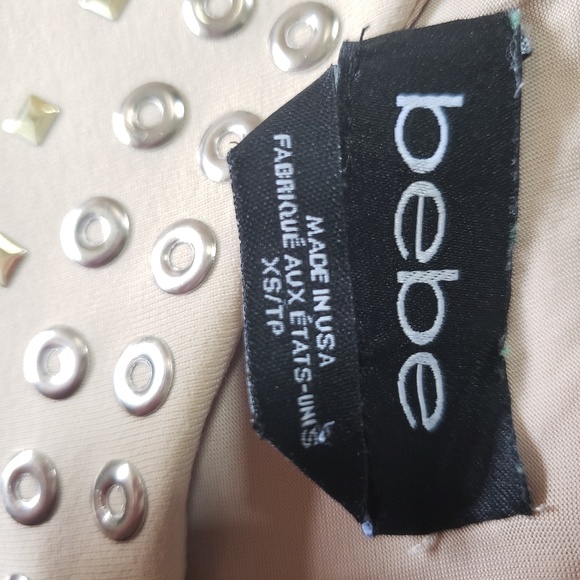 bebe
MADE IN USA
FABRIQUÉ AUX ÉTATS-UNIS
XS/TP